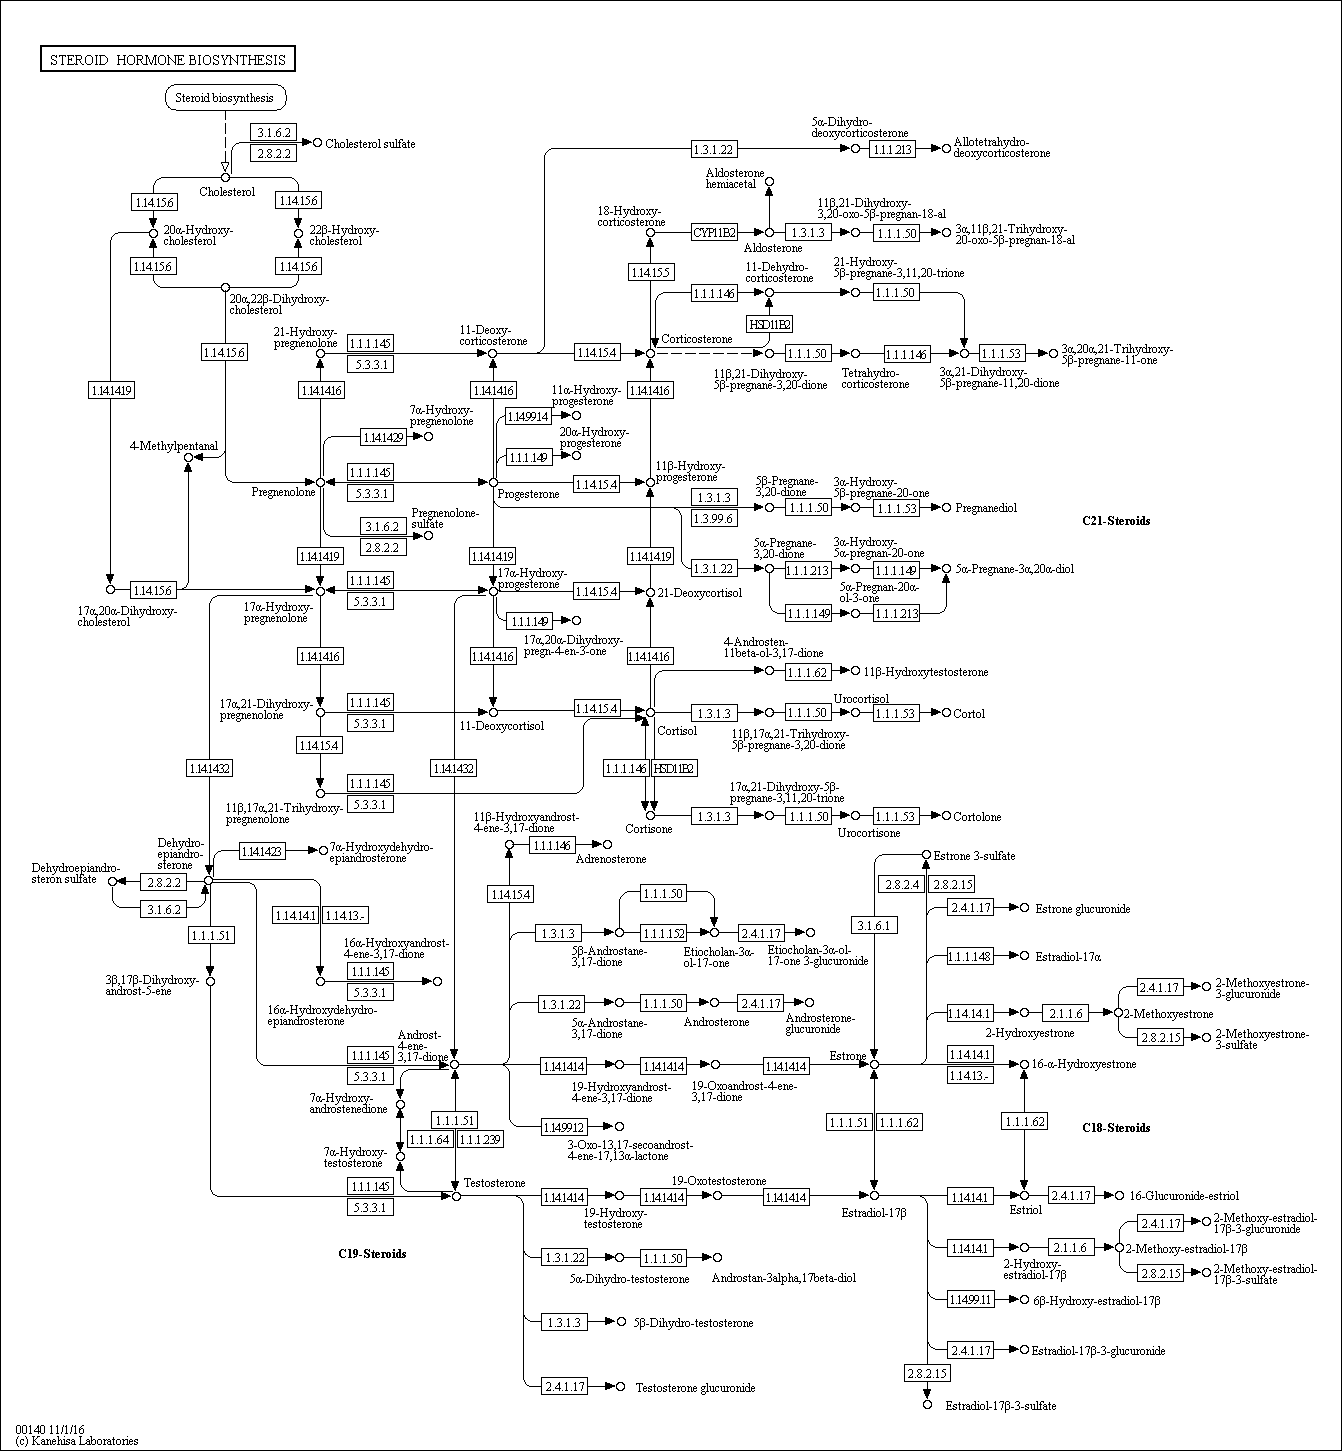 STEROID HORMONE BIOSYNTHESIS
Steroid biosynthesis
3.1.6.2
2.8.2.2
Cholesterol sulfate
Cholesterol
1.14.15.6
1.14.15.6
20α-Hydroxy-
cholesterol
22β-Hydroxy-
cholesterol
1.14.15.6
1.14.15.6
20α,22β-Dihydroxy-
cholesterol
1.14.15.6
1.14.14.19
4-Methylpentanal
1.14.15.6
17α,20α-Dihydroxy-
cholesterol
21-Hydroxy-
pregnenolone
1.1.1.145
5.3.3.1
11-Deoxy-
corticosterone
1.14.14.16
7α-Hydroxy-
pregnenolone
1.14.14.29
Pregnenolone
1.1.1.145
5.3.3.1
Pregnenolone-
sulfate
3.1.6.2
2.8.2.2
1.14.14.19
1.1.1.145
5.3.3.1
17α-Hydroxy-
pregnenolone
1.14.14.16
17α,21-Dihydroxy-
pregnenolone
1.1.1.145
5.3.3.1
1.14.15.4
1.1.1.145
5.3.3.1
11β,17α,21-Trihydroxy-
pregnenolone
1.14.14.32
1.3.1.22
5α-Dihydro-
deoxycorticosterone
1.1.1.213
Allotetrahydro-
deoxycorticosterone
Aldosterone
hemiacetal
18-Hydroxy-
corticosterone
CYP11B2
Aldosterone
11β,21-Dihydroxy-
3,20-oxo-5β-pregnan-18-al
1.3.1.3
1.1.1.50
3α,11β,21-Trihydroxy-
20-oxo-5β-pregnan-18-al
1.14.15.5
11-Dehydro-
corticosterone
21-Hydroxy-
5β-pregnane-3,11,20-trione
1.1.1.146
1.1.1.50
HSD11B2
1.14.15.4
Corticosterone
11β,21-Dihydroxy-
5β-pregnane-3,20-dione
1.1.1.50
Tetrahydro-
corticosterone
1.1.1.146
3α,21-Dihydroxy-
5β-pregnane-11,20-dione
1.1.1.53
3α,20α,21-Trihydroxy-
5β-pregnane-11-one
1.14.14.16
11α-Hydroxy-
progesterone
1.14.99.14
1.14.14.16
20α-Hydroxy-
progesterone
1.1.1.149
Progesterone
1.14.15.4
11β-Hydroxy-
progesterone
1.3.1.3
1.3.99.6
5β-Pregnane-
3,20-dione
1.1.1.50
3α-Hydroxy-
5β-pregnane-20-one
1.1.1.53
Pregnanediol
C21-Steroids
1.14.14.19
1.14.14.19
1.3.1.22
5α-Pregnane-
3,20-dione
1.1.1.213
3α-Hydroxy-
5α-pregnan-20-one
1.1.1.149
5α-Pregnane-3α,20α-diol
5α-Pregnan-20α-
ol-3-one
1.1.1.149
1.1.1.213
17α-Hydroxy-
progesterone
1.14.15.4
21-Deoxycortisol
1.1.1.149
17α,20α-Dihydroxy-
pregn-4-en-3-one
1.14.14.16
1.14.14.16
4-Androsten-
11beta-ol-3,17-dione
1.1.1.62
11β-Hydroxytestosterone
1.14.15.4
11-Deoxycortisol
Cortisol
1.3.1.3
1.1.1.50
Urocortisol
1.1.1.53
Cortol
11β,17α,21-Trihydroxy-
5β-pregnane-3,20-dione
1.1.1.146
HSD11B2
1.14.14.32
17α,21-Dihydroxy-5β-
pregnane-3,11,20-trione
Cortisone
1.3.1.3
1.1.1.50
Urocortisone
1.1.1.53
Cortolone
Dehydro-
epiandro-
sterone
1.14.14.23
7α-Hydroxydehydro-
epiandrosterone
Dehydroepiandro-
steron sulfate
2.8.2.2
3.1.6.2
1.1.1.51
1.14.14.1
1.14.13.-
16α-Hydroxyandrost-
4-ene-3,17-dione
1.1.1.145
5.3.3.1
16α-Hydroxydehydro-
epiandrosterone
3β,17β-Dihydroxy-
androst-5-ene
11β-Hydroxyandrost-
4-ene-3,17-dione
1.1.1.146
Adrenosterone
1.14.15.4
1.1.1.50
1.3.1.3
5β-Androstane-
3,17-dione
1.1.1.152
Etiocholan-3α-
ol-17-one
2.4.1.17
Etiocholan-3α-ol-
17-one 3-glucuronide
1.3.1.22
5α-Androstane-
3,17-dione
1.1.1.50
Androsterone
2.4.1.17
Androsterone-
glucuronide
Androst-
4-ene-
3,17-dione
1.1.1.145
5.3.3.1
1.14.14.14
19-Hydroxyandrost-
4-ene-3,17-dione
1.14.14.14
19-Oxoandrost-4-ene-
3,17-dione
1.14.14.14
Estrone
7α-Hydroxy-
androstenedione
1.1.1.51
1.1.1.64
1.1.1.239
7α-Hydroxy-
testosterone
1.14.99.12
3-Oxo-13,17-secoandrost-
4-ene-17,13α-lactone
1.1.1.145
5.3.3.1
Testosterone
1.14.14.14
19-Hydroxy-
testosterone
1.14.14.14
19-Oxotestosterone
1.14.14.14
Estradiol-17β
C19-Steroids
1.3.1.22
5α-Dihydro-testosterone
1.1.1.50
Androstan-3alpha,17beta-diol
1.3.1.3
5β-Dihydro-testosterone
2.4.1.17
Testosterone glucuronide
Estrone 3-sulfate
2.8.2.4
2.8.2.15
3.1.6.1
2.4.1.17
Estrone glucuronide
1.1.1.148
Estradiol-17α
1.14.14.1
2-Hydroxyestrone
2.1.1.6
2-Methoxyestrone
2.4.1.17
2-Methoxyestrone-
3-glucuronide
2.8.2.15
2-Methoxyestrone-
3-sulfate
1.14.14.1
1.14.13.-
16-α-Hydroxyestrone
1.1.1.51
1.1.1.62
1.1.1.62
C18-Steroids
1.14.14.1
Estriol
2.4.1.17
16-Glucuronide-estriol
1.14.14.1
2-Hydroxy-
estradiol-17β
2.1.1.6
2-Methoxy-estradiol-17β
2.4.1.17
2-Methoxy-estradiol-
17β-3-glucuronide
2.8.2.15
2-Methoxy-estradiol-
17β-3-sulfate
1.14.99.11
6β-Hydroxy-estradiol-17β
2.4.1.17
Estradiol-17β-3-glucuronide
2.8.2.15
Estradiol-17β-3-sulfate
00140 11/1/16
(c) Kanehisa Laboratories